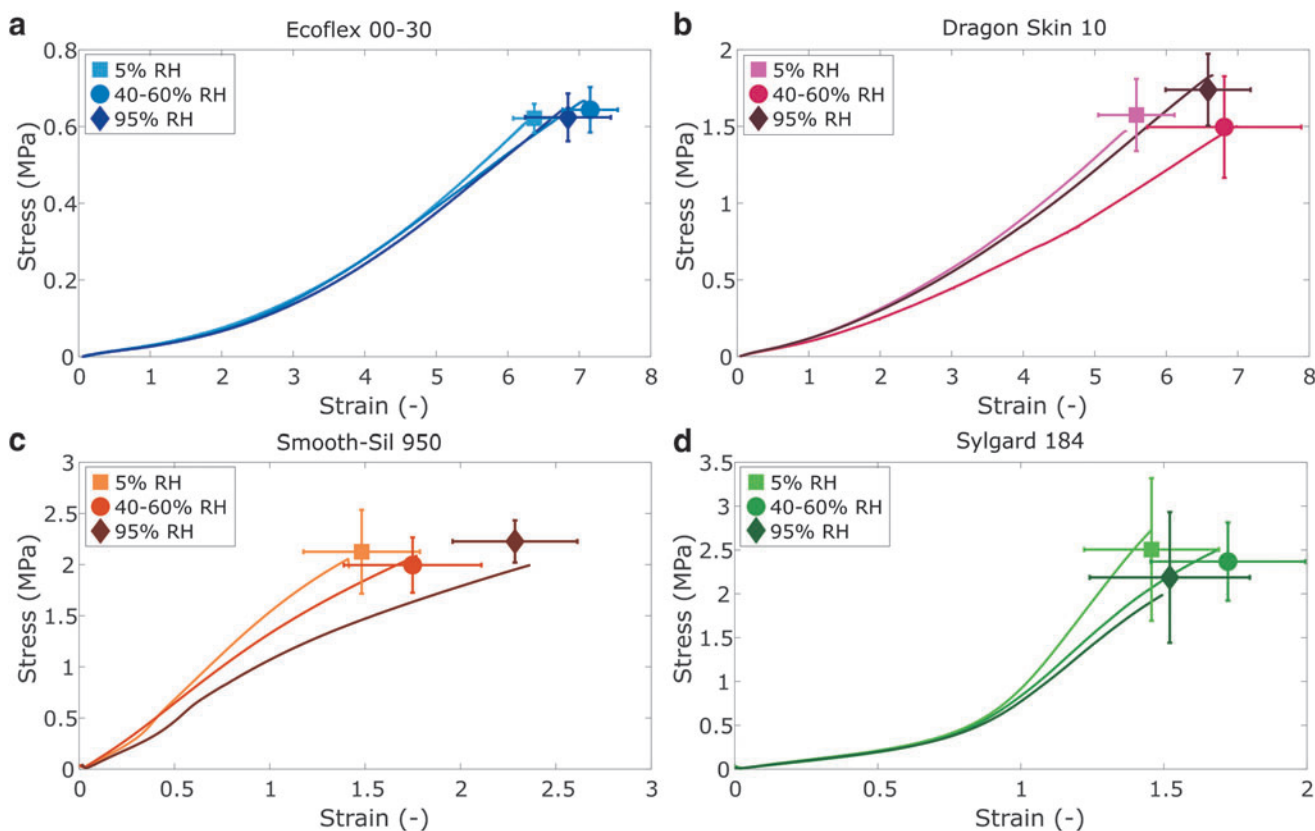 a
Ecoflex 00-30
0.8
0.6
0.4
0.2
0
Stress (MPa)
5% RH
40-60% RH
95% RH
0 1 2 3 4 5 6 7 8
Strain (-)
b
Dragon Skin 10
2
1.5
1
0.5
0
Stress (MPa)
5% RH
40-60% RH
95% RH
0 1 2 3 4 5 6 7 8
Strain (-)
c
Smooth-Sil 950
3
2.5
2
1.5
1
0.5
0
Stress (MPa)
5% RH
40-60% RH
95% RH
0 0.5 1 1.5 2 2.5 3
Strain (-)
d
Sylgard 184
3.5
3
2.5
2
1.5
1
0.5
0
Stress (MPa)
5% RH
40-60% RH
95% RH
0 0.5 1 1.5 2
Strain (-)